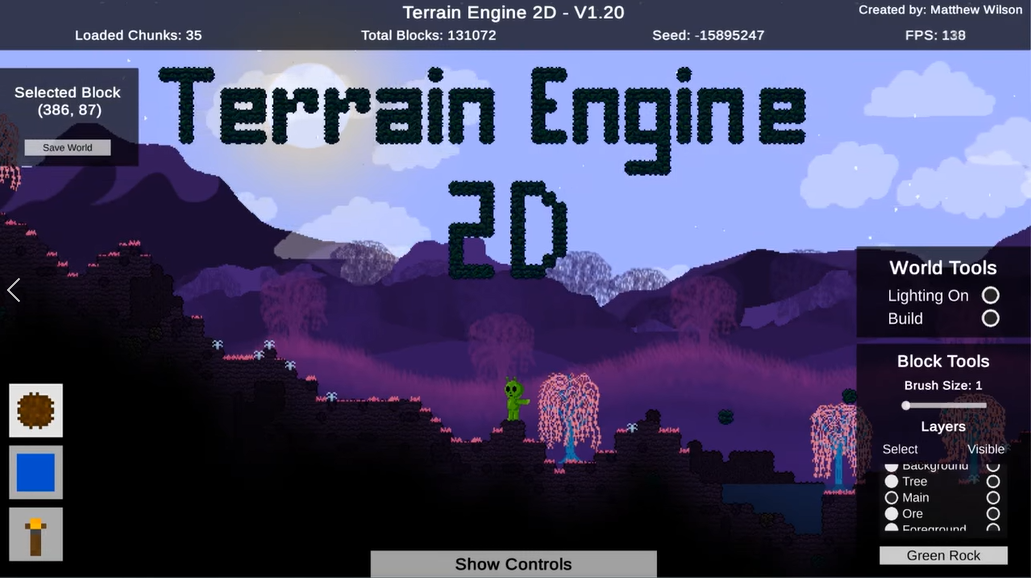 Terrain Engine 2D - V1.20
Created by: Matthew Wilson
Loaded Chunks: 35
Total Blocks: 131072
Seed: -15895247
FPS: 138
Selected Block
(386, 87)
Save World
Terrain Engine
2D
World Tools
Lighting On
Build
Block Tools
Brush Size: 1
Layers
Select Visible
Background
Tree
Main
Ore
Foreground
Green Rock
Show Controls